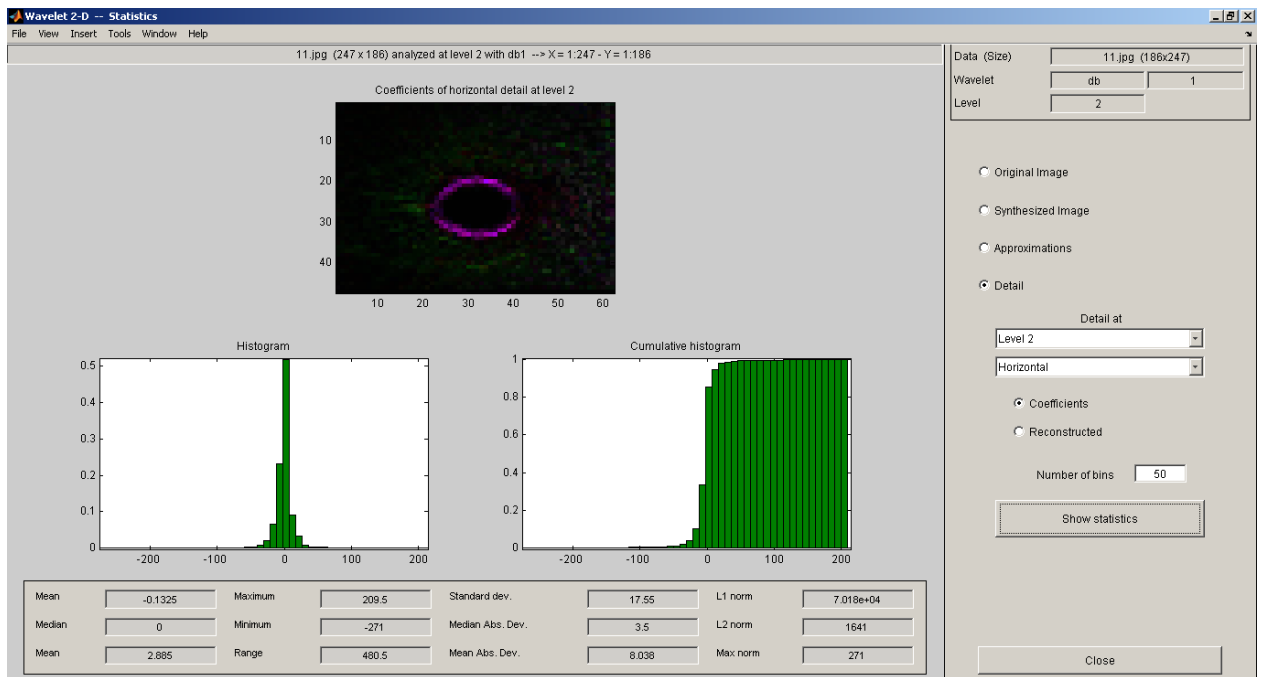 Wavelet 2-D -- Statistics
File View Insert Tools Window Help
11.jpg (247 x 186) analyzed at level 2 with db1 --> X = 1:247 - Y = 1:186
Coefficients of horizontal detail at level 2
10
20
30
40
10 20 30 40 50 60
Histogram
0.5
0.4
0.3
0.2
0.1
0
-200 -100 0 100 200
Cumulative histogram
1
0.8
0.6
0.4
0.2
0
-200 -100 0 100 200
Mean -0.1325 Maximum 209.5 Standard dev. 17.55 L1 norm 7.018e+04
Median 0 Minimum -271 Median Abs. Dev. 3.5 L2 norm 1641
Mean 2.885 Range 480.5 Mean Abs. Dev. 8.038 Max norm 271
Data (Size) 11.jpg (186x247)
Wavelet db 1
Level 2
Original Image
Synthesized Image
Approximations
Detail
Detail at
Level 2
Horizontal
Coefficients
Reconstructed
Number of bins 50
Show statistics
Close